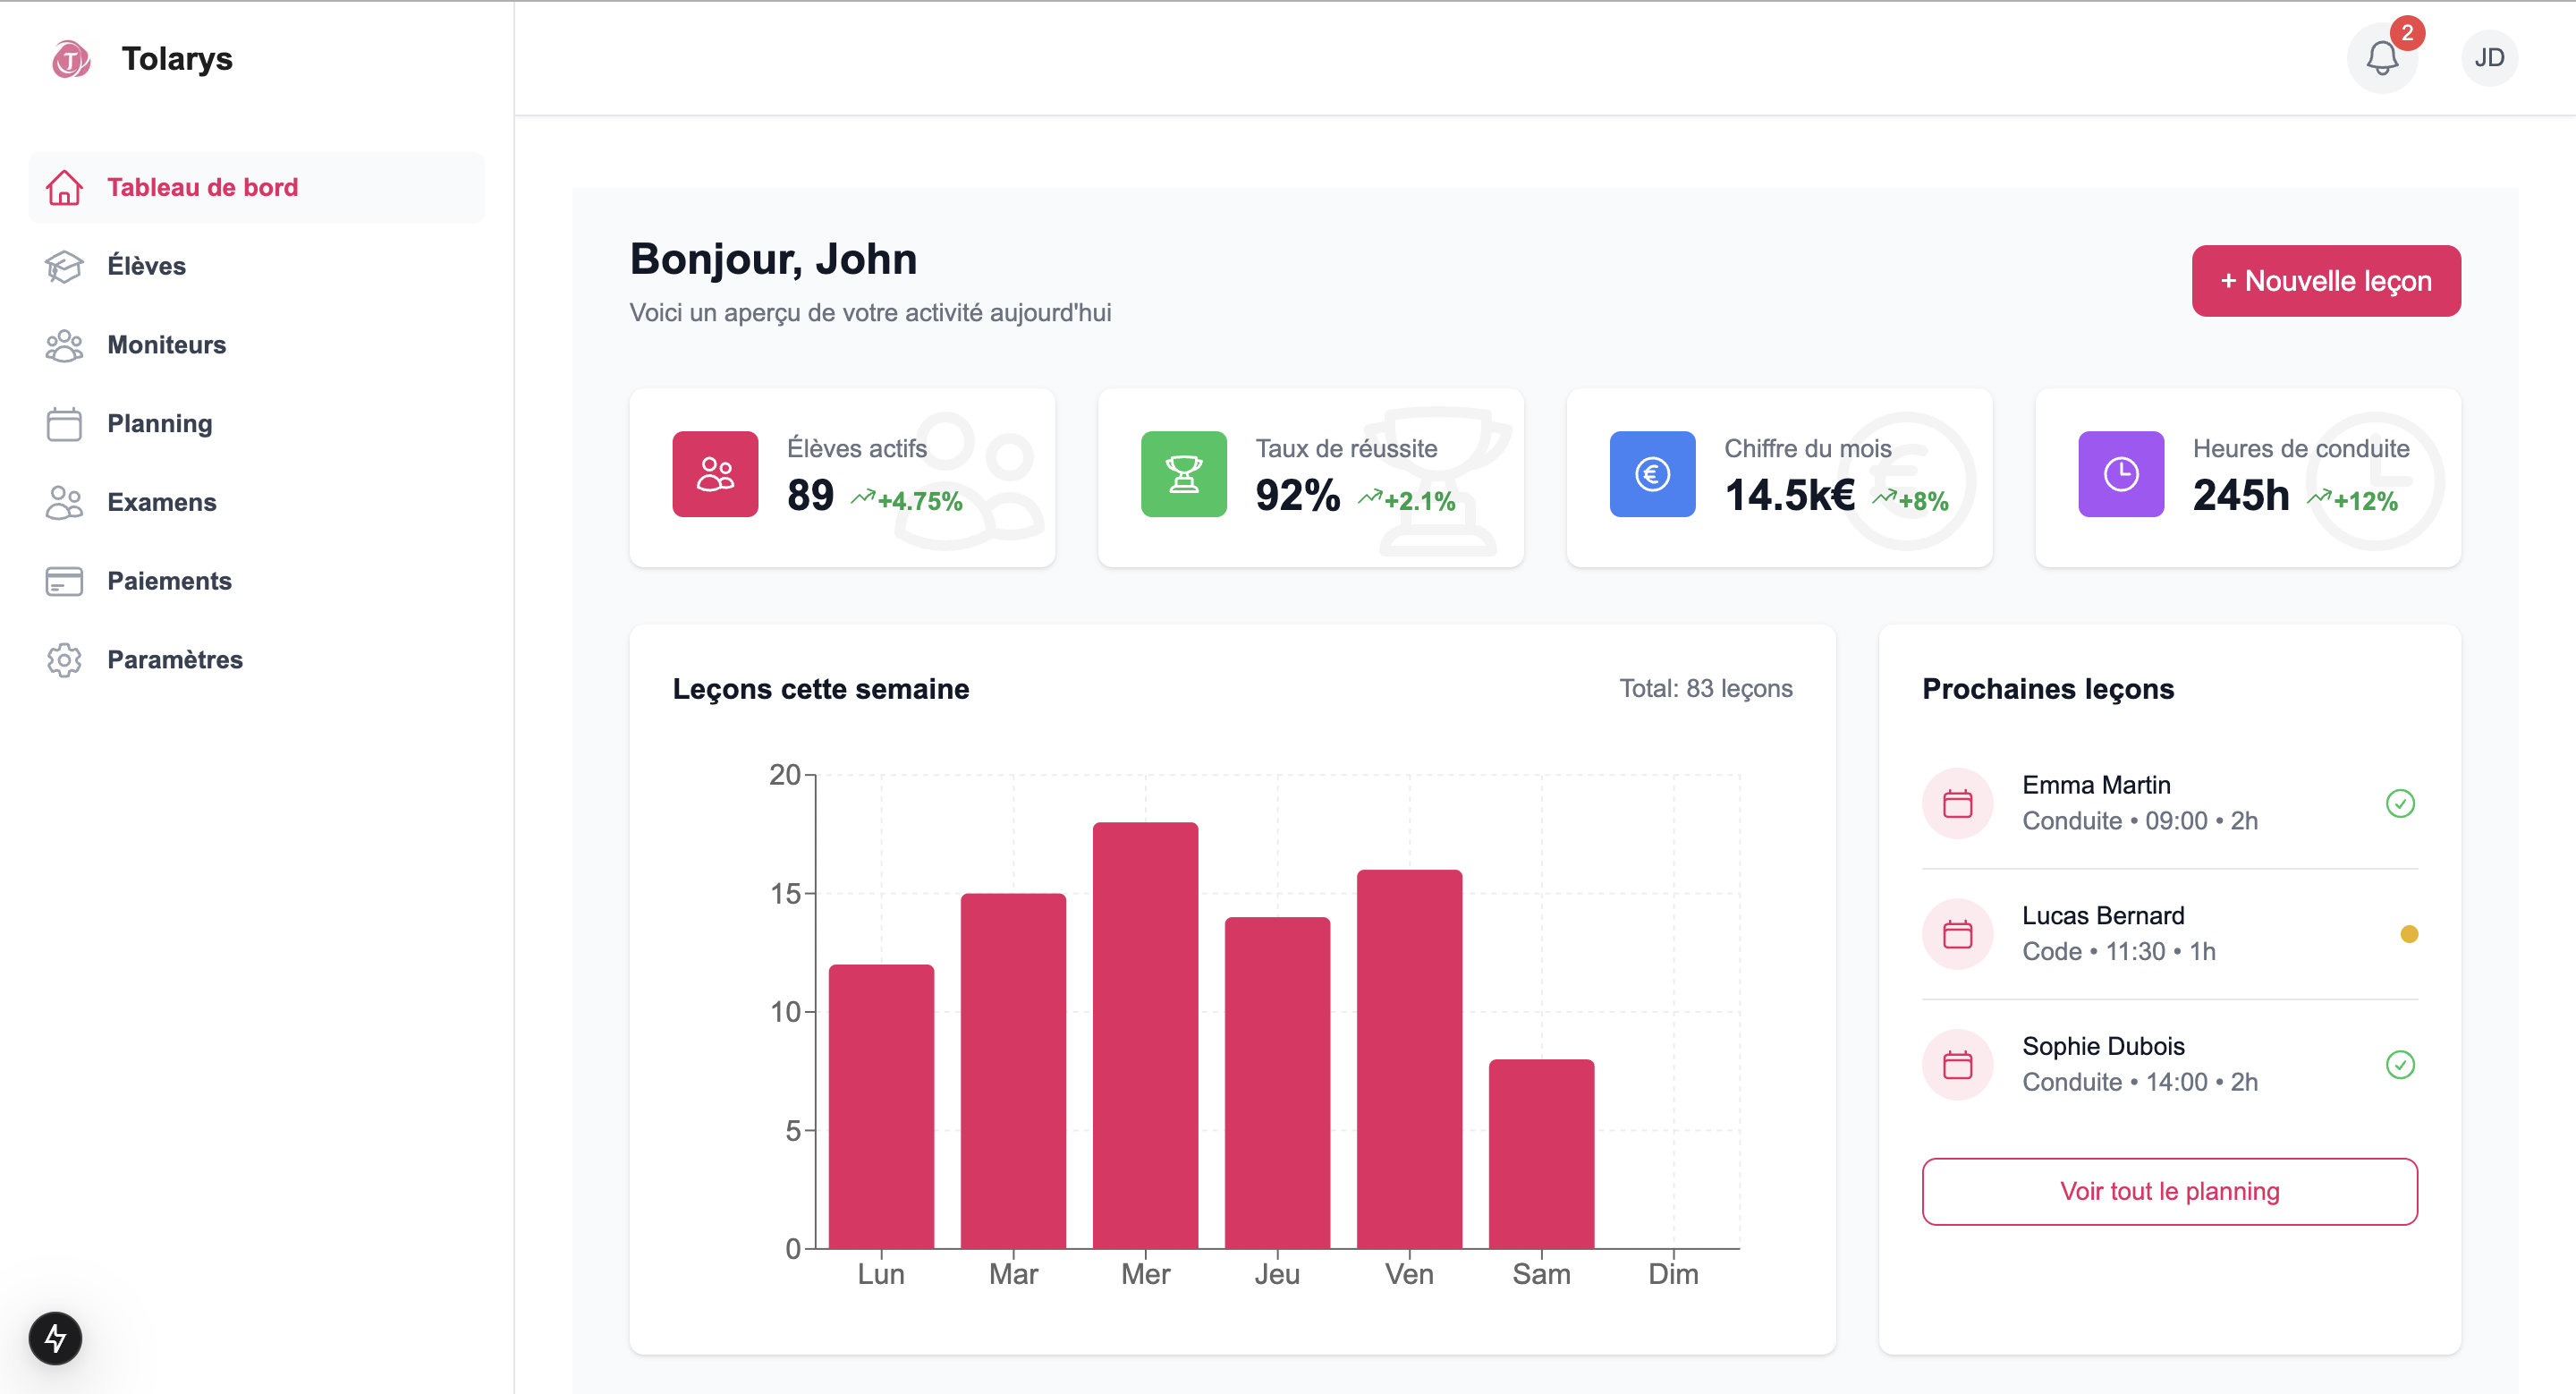 Tolarys
2
JD
Tableau de bord
Élèves
Moniteurs
Planning
Examens
Paiements
Paramètres
Bonjour, John
Voici un aperçu de votre activité aujourd'hui
+ Nouvelle leçon
Élèves actifs
89 +4.75%
Taux de réussite
92% +2.1%
Chiffre du mois
14.5k€ +8%
Heures de conduite
245h +12%
Leçons cette semaine
Total: 83 leçons
20
15
10
5
0
Lun Mar Mer Jeu Ven Sam Dim
Prochaines leçons
Emma Martin
Conduite • 09:00 • 2h
Lucas Bernard
Code • 11:30 • 1h
Sophie Dubois
Conduite • 14:00 • 2h
Voir tout le planning